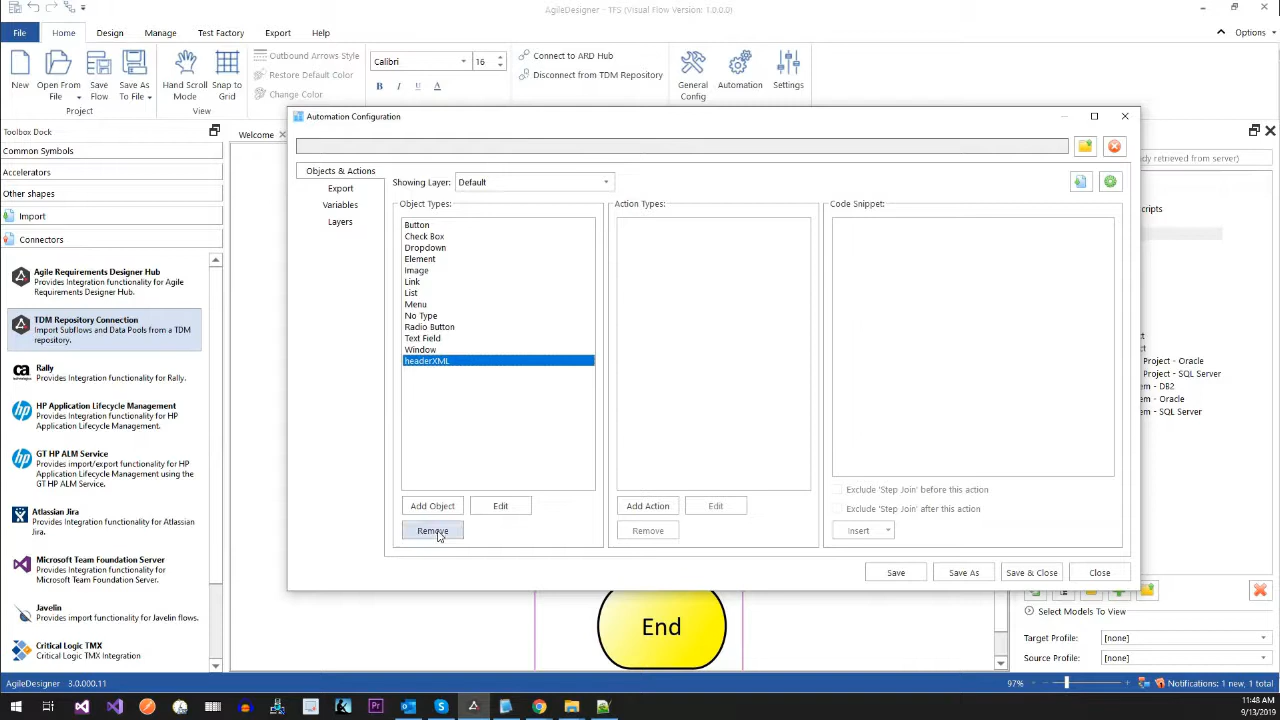 AgileDesigner - TFS (Visual Flow Version: 1.0.0.0)
File
Home
Design
Manage
Test Factory
Export
Help
Options
New
Open From
File
Save
Flow
Save As
To File
Project
Hand Scroll
Mode
Snap to
Grid
View
Outbound Arrows Style
Restore Default Color
Change Color
Calibri
16
B
I
U
A
Connect to ARD Hub
Disconnect from TDM Repository
General
Config
Automation
Settings
Toolbox Dock
Common Symbols
Accelerators
Other shapes
Import
Connectors
Agile Requirements Designer Hub
Provides Integration functionality for Agile
Requirements Designer Hub.
TDM Repository Connection
Import Subflows and Data Pools from a TDM
repository.
ca
Rally
Provides Integration functionality for Rally.
hp
HP Application Lifecycle Management
Provides Integration functionality for HP
Application Lifecycle Management.
hp
GT HP ALM Service
Provides import/export functionality for HP
Application Lifecycle Management using the
GT HP ALM Service.
Atlassian Jira
Provides Integration functionality for Atlassian
Jira.
Microsoft Team Foundation Server
Provides Integration functionality for
Microsoft Team Foundation Server.
Javelin
Provides import functionality for Javelin flows.
Critical Logic TMX
Critical Logic TMX Integration
Welcome
Automation Configuration
Objects & Actions
Export
Variables
Layers
Showing Layer:
Default
Object Types:
Button
Check Box
Dropdown
Element
Image
Link
List
Menu
No Type
Radio Button
Text Field
Window
headerXML
Add Object
Edit
Remove
Action Types:
Add Action
Edit
Remove
Code Snippet:
Exclude 'Step Join' before this action
Exclude 'Step Join' after this action
Insert
Save
Save As
Save & Close
Close
End
dy retrieved from server)
cripts
ct
Project - Oracle
Project - SQL Server
em - DB2
em - Oracle
em - SQL Server
Select Models To View
Target Profile:
[none]
Source Profile:
[none]
AgileDesigner
3.0.000.11
97%
Notifications: 1 new, 1 total
Pr
S
11:48 AM
9/13/2019